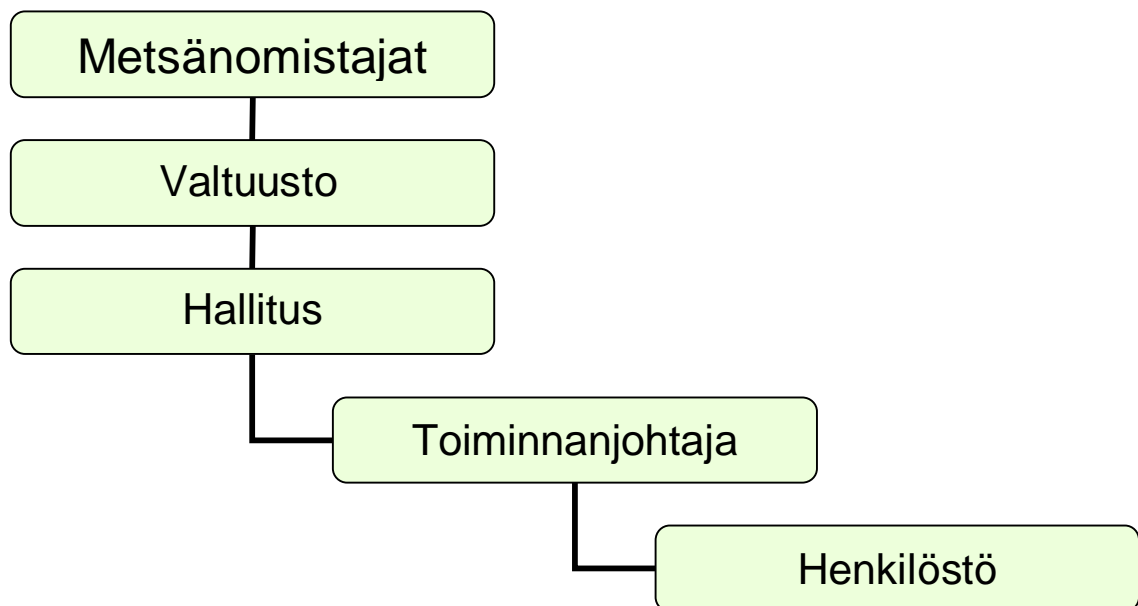 Metsänomistajat
Valtuusto
Hallitus
Toiminnanjohtaja
Henkilöstö